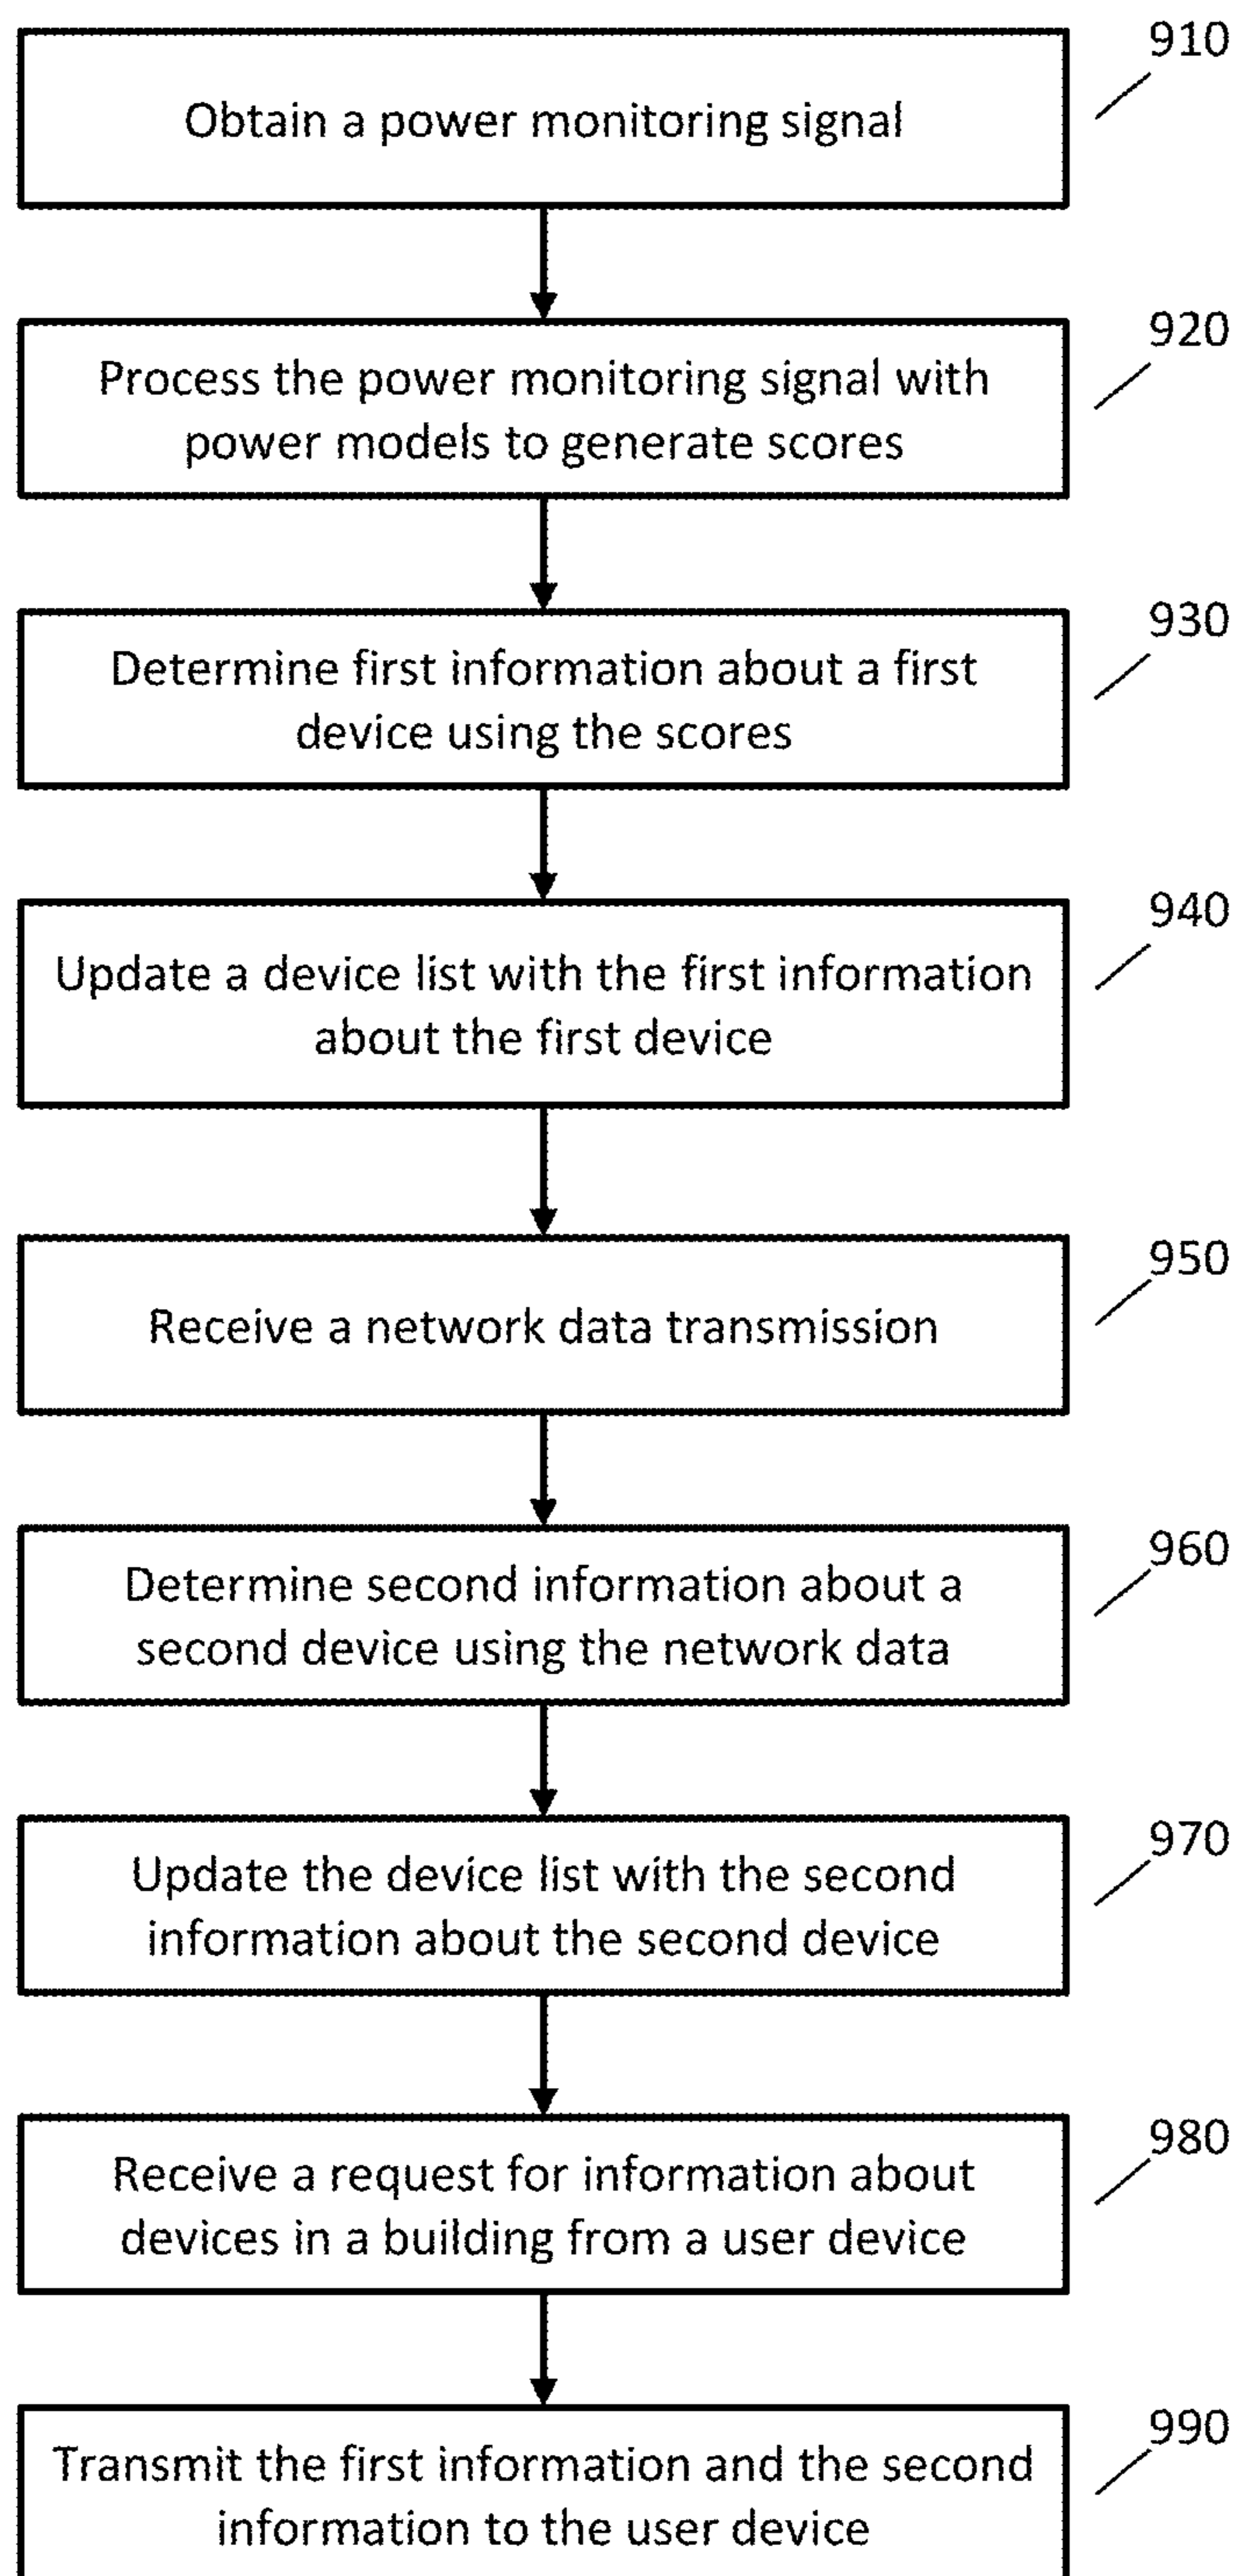 910
Obtain a power monitoring signal
920
Process the power monitoring signal with
power models to generate scores
930
Determine first information about a first
device using the scores
940
Update a device list with the first information
about the first device
950
Receive a network data transmission
960
Determine second information about a
second device using the network data
970
Update the device list with the second
information about the second device
980
Receive a request for information about
devices in a building from a user device
990
Transmit the first information and the second
information to the user device